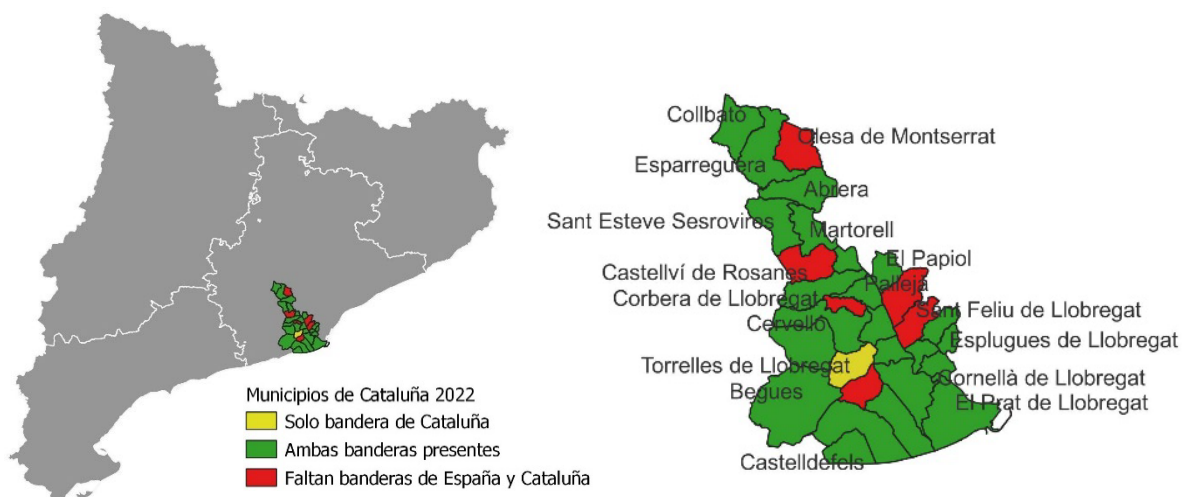 Municipios de Cataluña 2022
Solo bandera de Cataluña
Ambas banderas presentes
Faltan banderas de España y Cataluña
Collbato
Olesa de Montserrat
Esparreguera
Abrera
Sant Esteve Sesrovires
Martorell
El Papiol
Castellví de Rosanes
Pallejà
Corbera de Llobregat
Sant Feliu de Llobregat
Cervelló
Esplugues de Llobregat
Torrelles de Llobregat
Cornellà de Llobregat
Begues
El Prat de Llobregat
Castelldefels